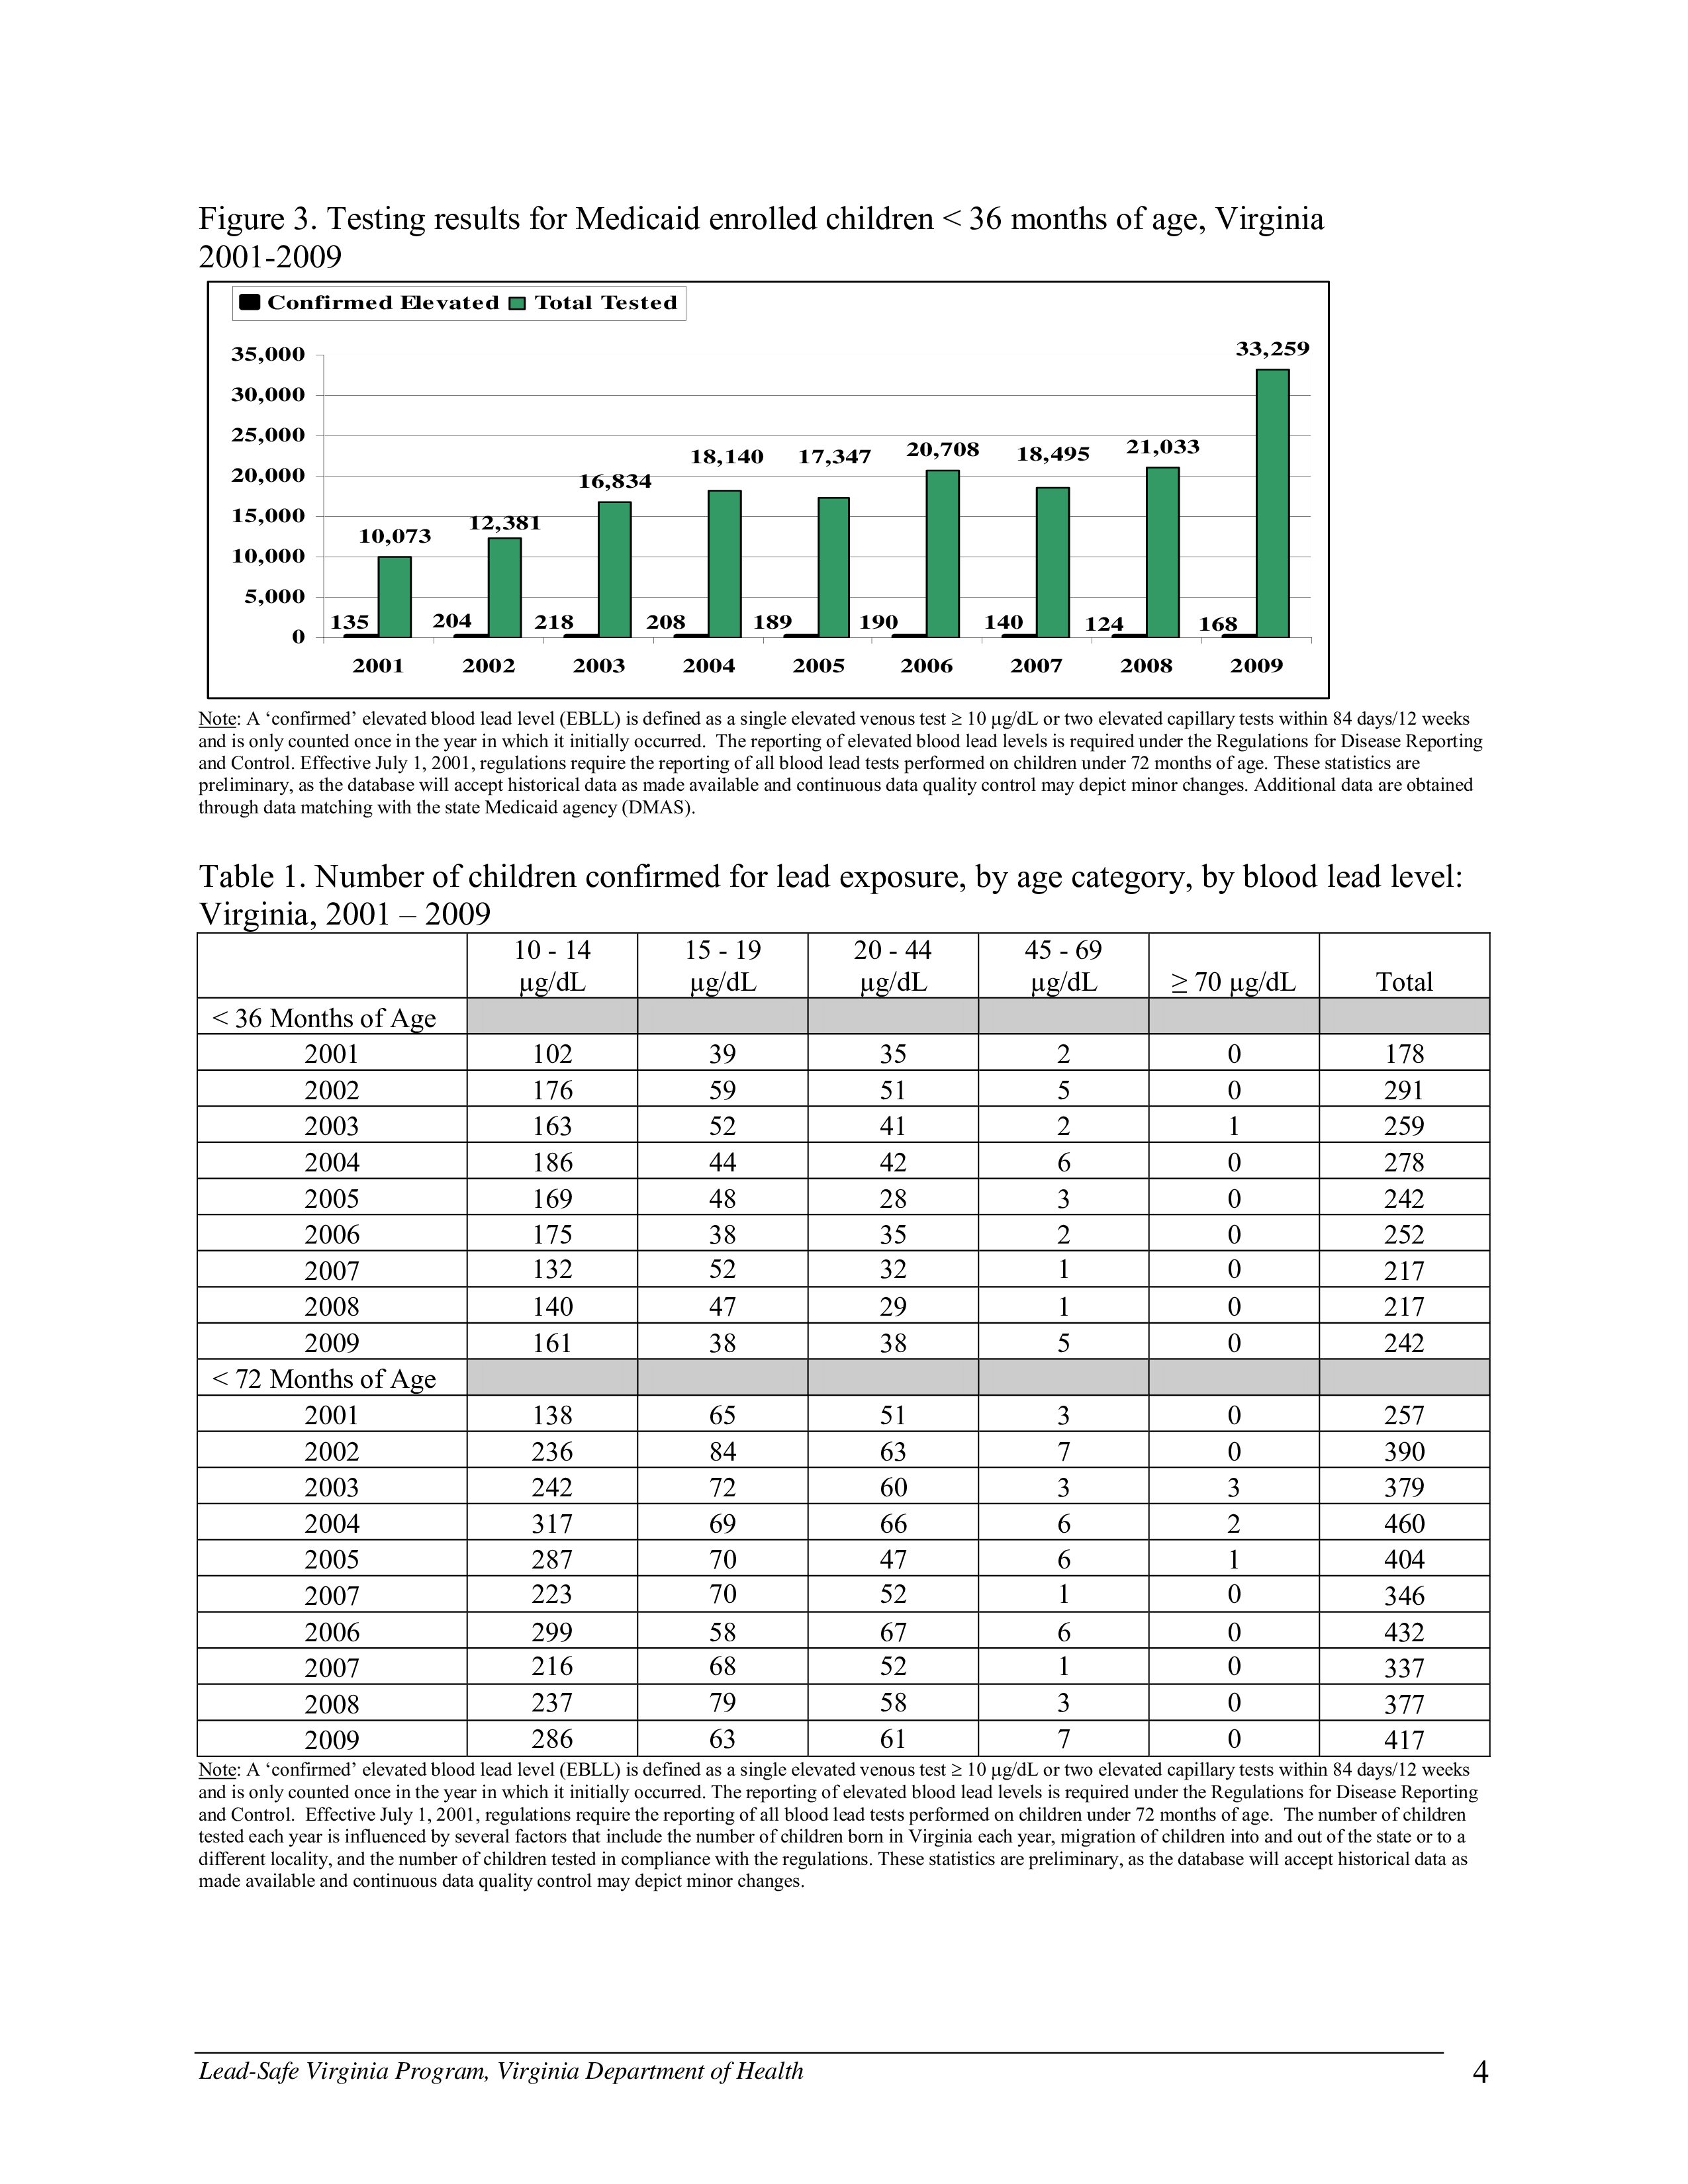 Figure 3. Testing results for Medicaid enrolled children < 36 months of age, Virginia
2001-2009
Confirmed Elevated Total Tested
35,000
30,000
25,000
20,000
15,000
10,000
5,000
0
135 10,073
204 12,381
218 16,834
208 18,140
189 17,347
190 20,708
140 18,495
124 21,033
168 33,259
2001 2002 2003 2004 2005 2006 2007 2008 2009
Note: A ‘confirmed’ elevated blood lead level (EBLL) is defined as a single elevated venous test ≥ 10 μg/dL or two elevated capillary tests within 84 days/12 weeks
and is only counted once in the year in which it initially occurred. The reporting of elevated blood lead levels is required under the Regulations for Disease Reporting
and Control. Effective July 1, 2001, regulations require the reporting of all blood lead tests performed on children under 72 months of age. These statistics are
preliminary, as the database will accept historical data as made available and continuous data quality control may depict minor changes. Additional data are obtained
through data matching with the state Medicaid agency (DMAS).
Table 1. Number of children confirmed for lead exposure, by age category, by blood lead level:
Virginia, 2001 – 2009
10 - 14 15 - 19 20 - 44 45 - 69
μg/dL μg/dL μg/dL μg/dL ≥ 70 μg/dL Total
< 36 Months of Age
2001 102 39 35 2 0 178
2002 176 59 51 5 0 291
2003 163 52 41 2 1 259
2004 186 44 42 6 0 278
2005 169 48 28 3 0 242
2006 175 38 35 2 0 252
2007 132 52 32 1 0 217
2008 140 47 29 1 0 217
2009 161 38 38 5 0 242
< 72 Months of Age
2001 138 65 51 3 0 257
2002 236 84 63 7 0 390
2003 242 72 60 3 3 379
2004 317 69 66 6 2 460
2005 287 70 47 6 1 404
2007 223 70 52 1 0 346
2006 299 58 67 6 0 432
2007 216 68 52 1 0 337
2008 237 79 58 3 0 377
2009 286 63 61 7 0 417
Note: A ‘confirmed’ elevated blood lead level (EBLL) is defined as a single elevated venous test ≥ 10 μg/dL or two elevated capillary tests within 84 days/12 weeks
and is only counted once in the year in which it initially occurred. The reporting of elevated blood lead levels is required under the Regulations for Disease Reporting
and Control. Effective July 1, 2001, regulations require the reporting of all blood lead tests performed on children under 72 months of age. The number of children
tested each year is influenced by several factors that include the number of children born in Virginia each year, migration of children into and out of the state or to a
different locality, and the number of children tested in compliance with the regulations. These statistics are preliminary, as the database will accept historical data as
made available and continuous data quality control may depict minor changes.
Lead-Safe Virginia Program, Virginia Department of Health 4